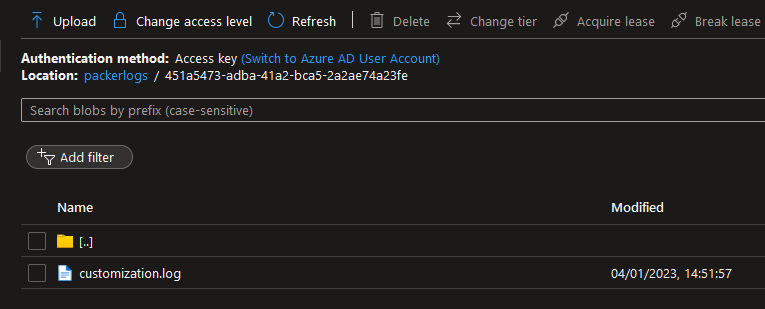 Upload Change access level Refresh Delete Change tier Acquire lease Break lease
Authentication method: Access key (Switch to Azure AD User Account)
Location: packerlogs / 451a5473-adba-41a2-bca5-2a2ae74a23fe
Search blobs by prefix (case-sensitive)
Add filter
Name Modified
[..]
customization.log 04/01/2023, 14:51:57